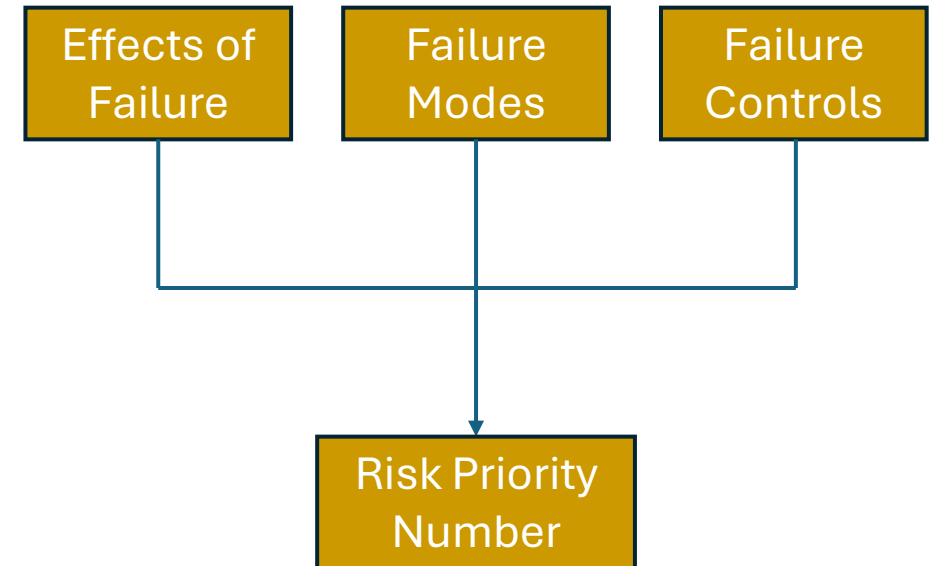 Effects of
Failure
Failure
Modes
Failure
Controls
Risk Priority
Number